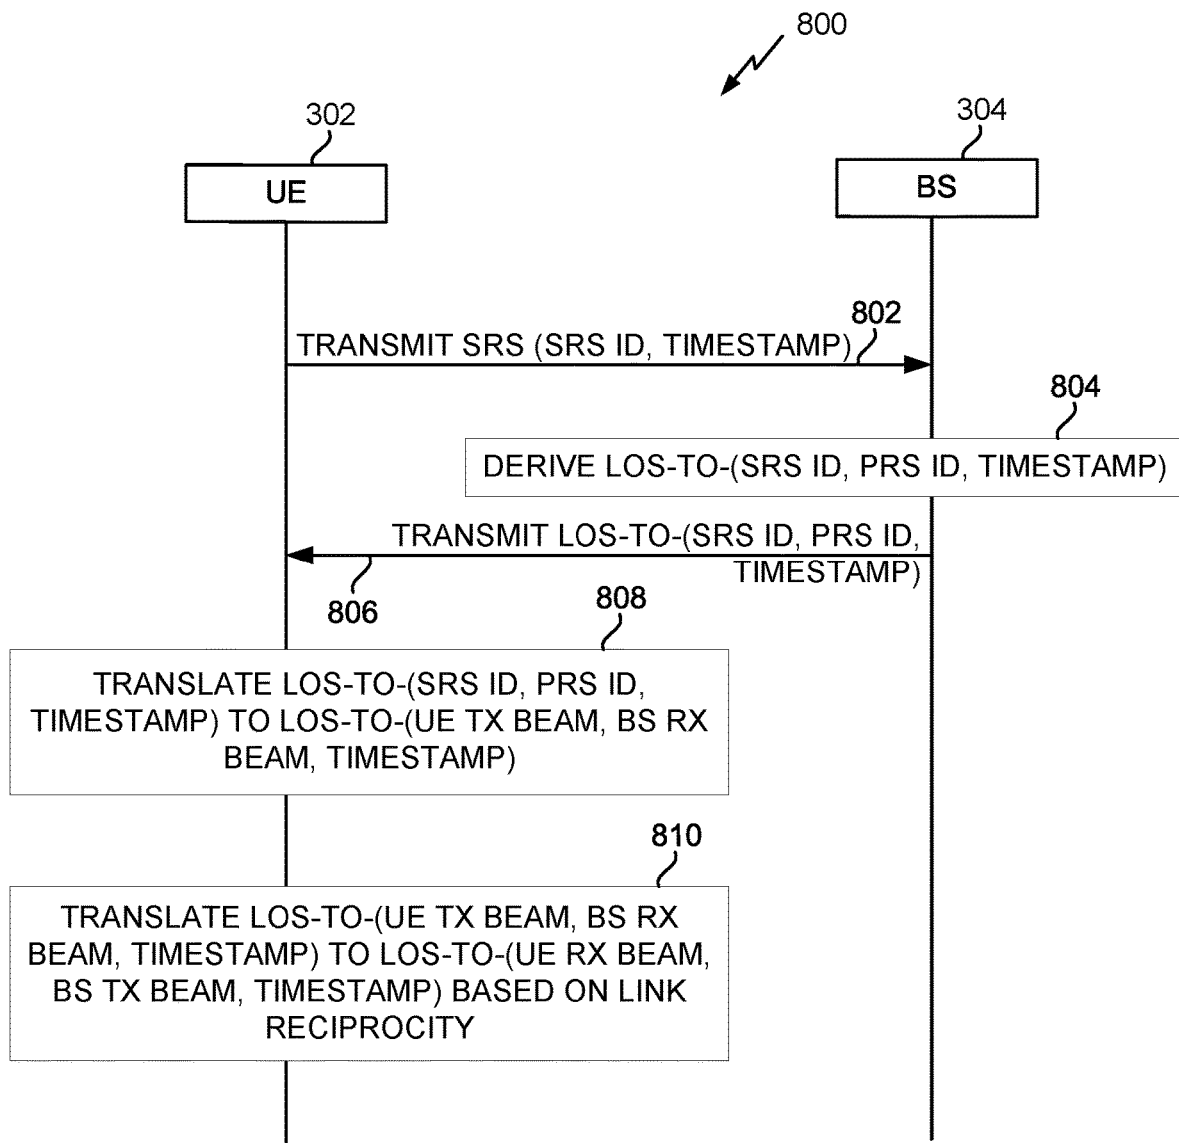 800
302
304
UE
BS
802
TRANSMIT SRS (SRS ID, TIMESTAMP)
804
DERIVE LOS-TO-(SRS ID, PRS ID, TIMESTAMP)
TRANSMIT LOS-TO-(SRS ID, PRS ID,
TIMESTAMP)
806
808
TRANSLATE LOS-TO-(SRS ID, PRS ID,
TIMESTAMP) TO LOS-TO-(UE TX BEAM, BS RX
BEAM, TIMESTAMP)
810
TRANSLATE LOS-TO-(UE TX BEAM, BS RX
BEAM, TIMESTAMP) TO LOS-TO-(UE RX BEAM,
BS TX BEAM, TIMESTAMP) BASED ON LINK
RECIPROCITY